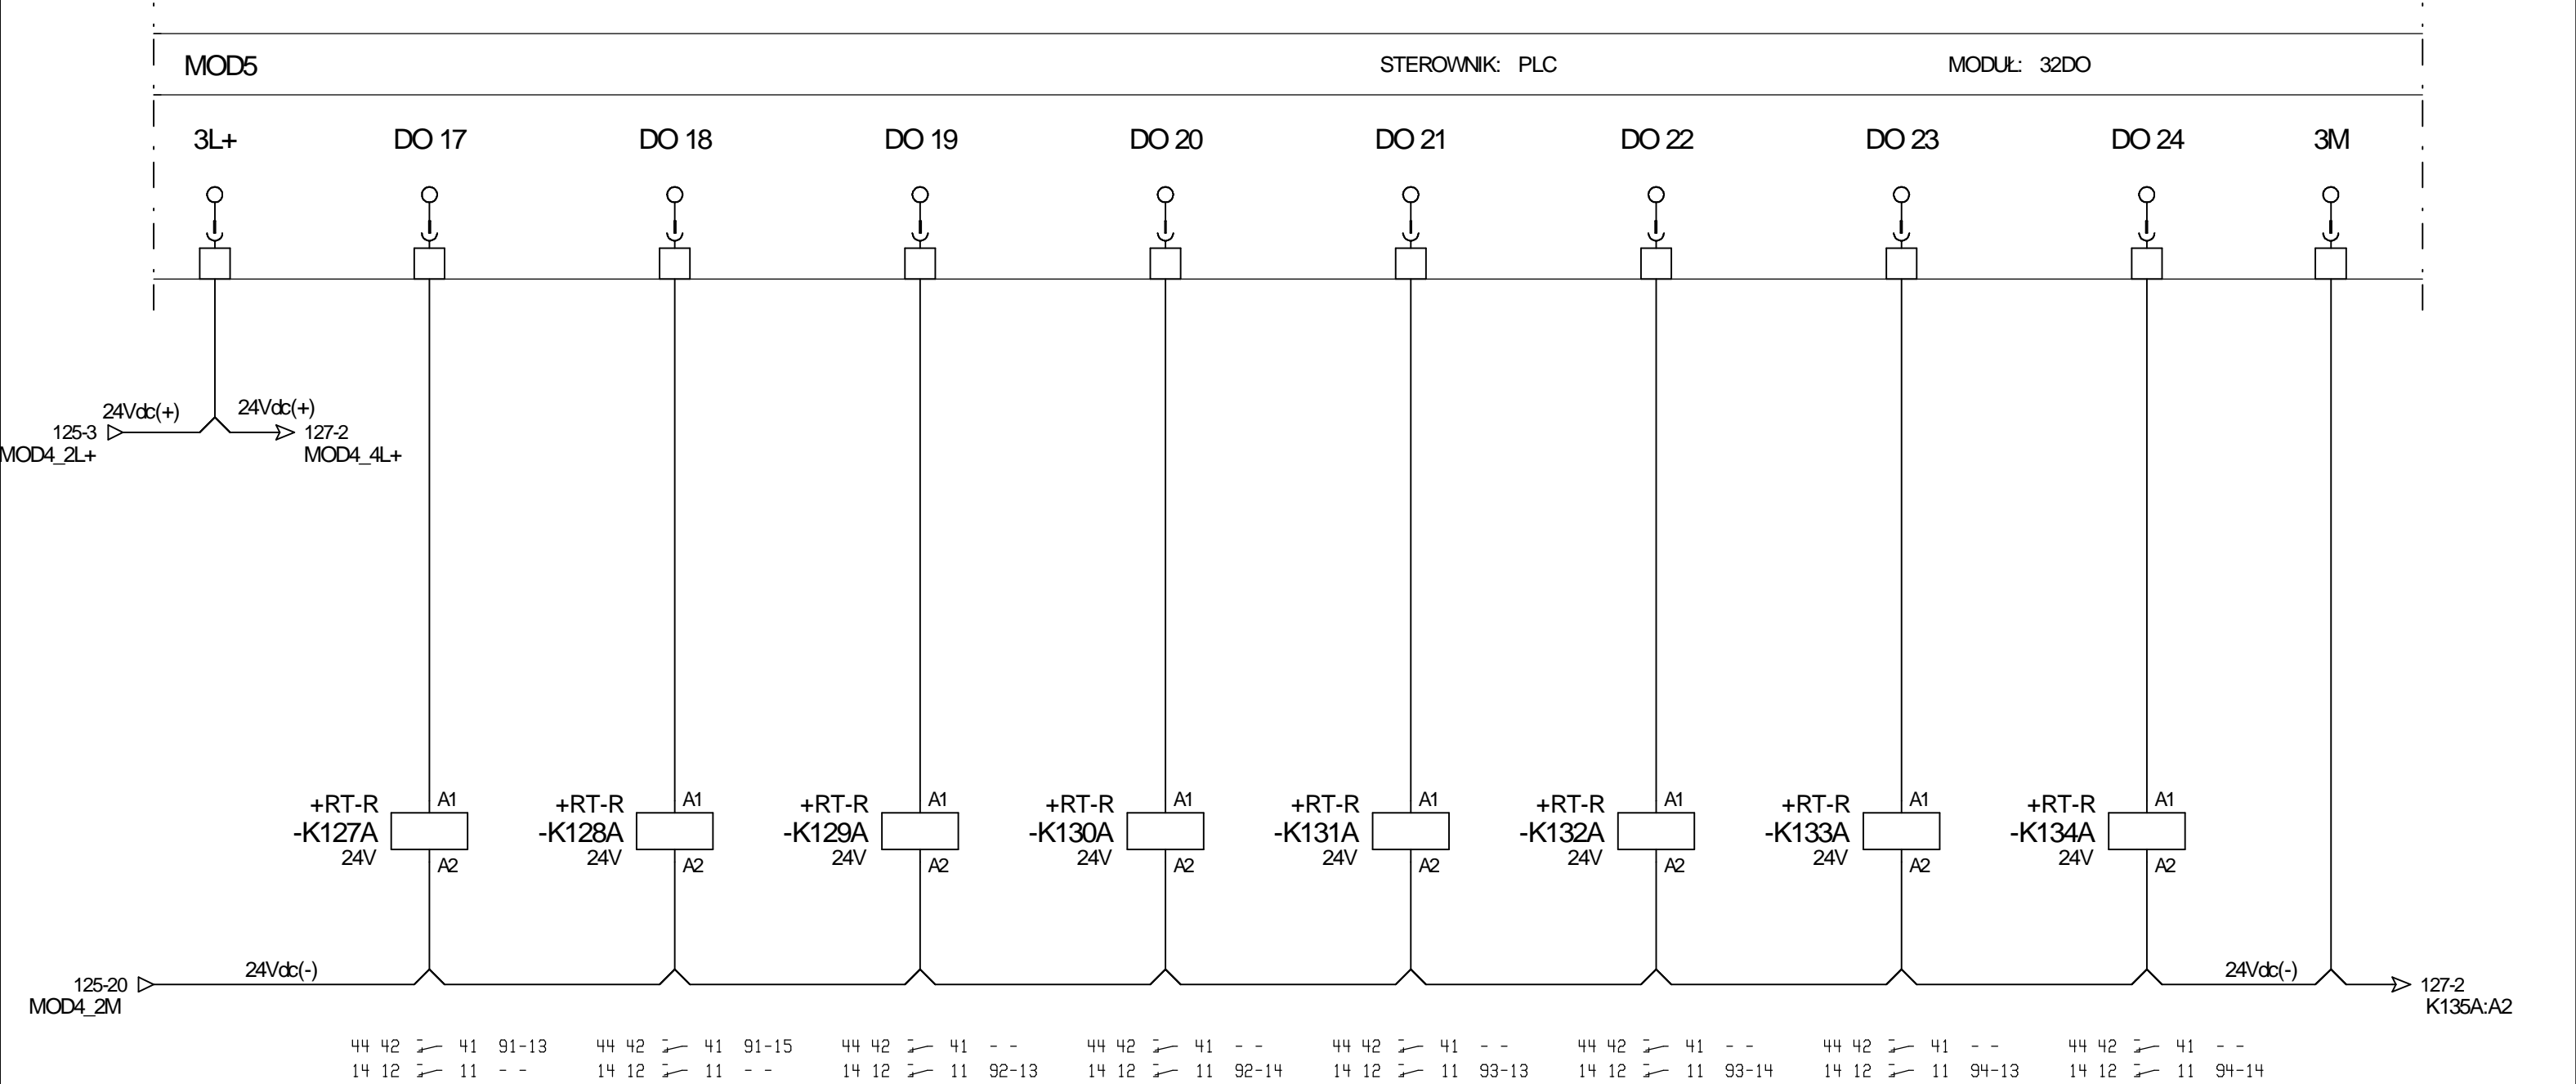 MOD5 STEROWNIK: PLC MODUŁ: 32DO
3L+ DO 17 DO 18 DO 19 DO 20 DO 21 DO 22 DO 23 DO 24 3M
24Vdc(+) 24Vdc(+)
125-3 127-2
MOD4_2L+ MOD4_4L+
+RT-R A1 +RT-R A1 +RT-R A1 +RT-R A1 +RT-R A1 +RT-R A1 +RT-R A1 +RT-R A1
-K127A -K128A -K129A -K130A -K131A -K132A -K133A -K134A
24V A2 24V A2 24V A2 24V A2 24V A2 24V A2 24V A2 24V A2
24Vdc(-) 24Vdc(-)
125-20 127-2
MOD4_2M K135A:A2
44 42 41 91-13 44 42 41 91-15 44 42 41 - - 44 42 41 - - 44 42 41 - - 44 42 41 - - 44 42 41 - - 44 42 41 - -
14 12 11 - - 14 12 11 - - 14 12 11 92-13 14 12 11 92-14 14 12 11 93-13 14 12 11 93-14 14 12 11 94-13 14 12 11 94-14